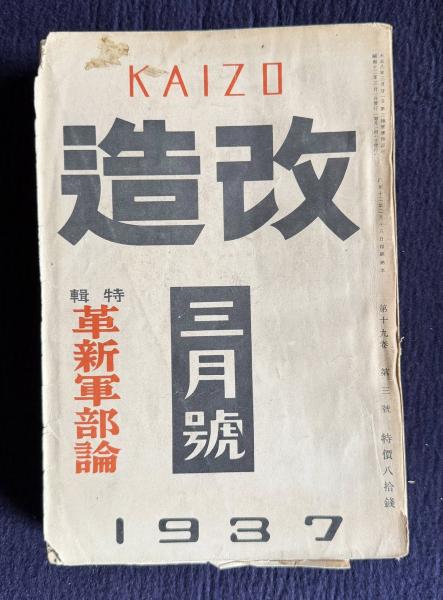 KAIZO
改造
三月號
特輯
革新軍部論
1937
第十九卷 第三號 特價八拾錢